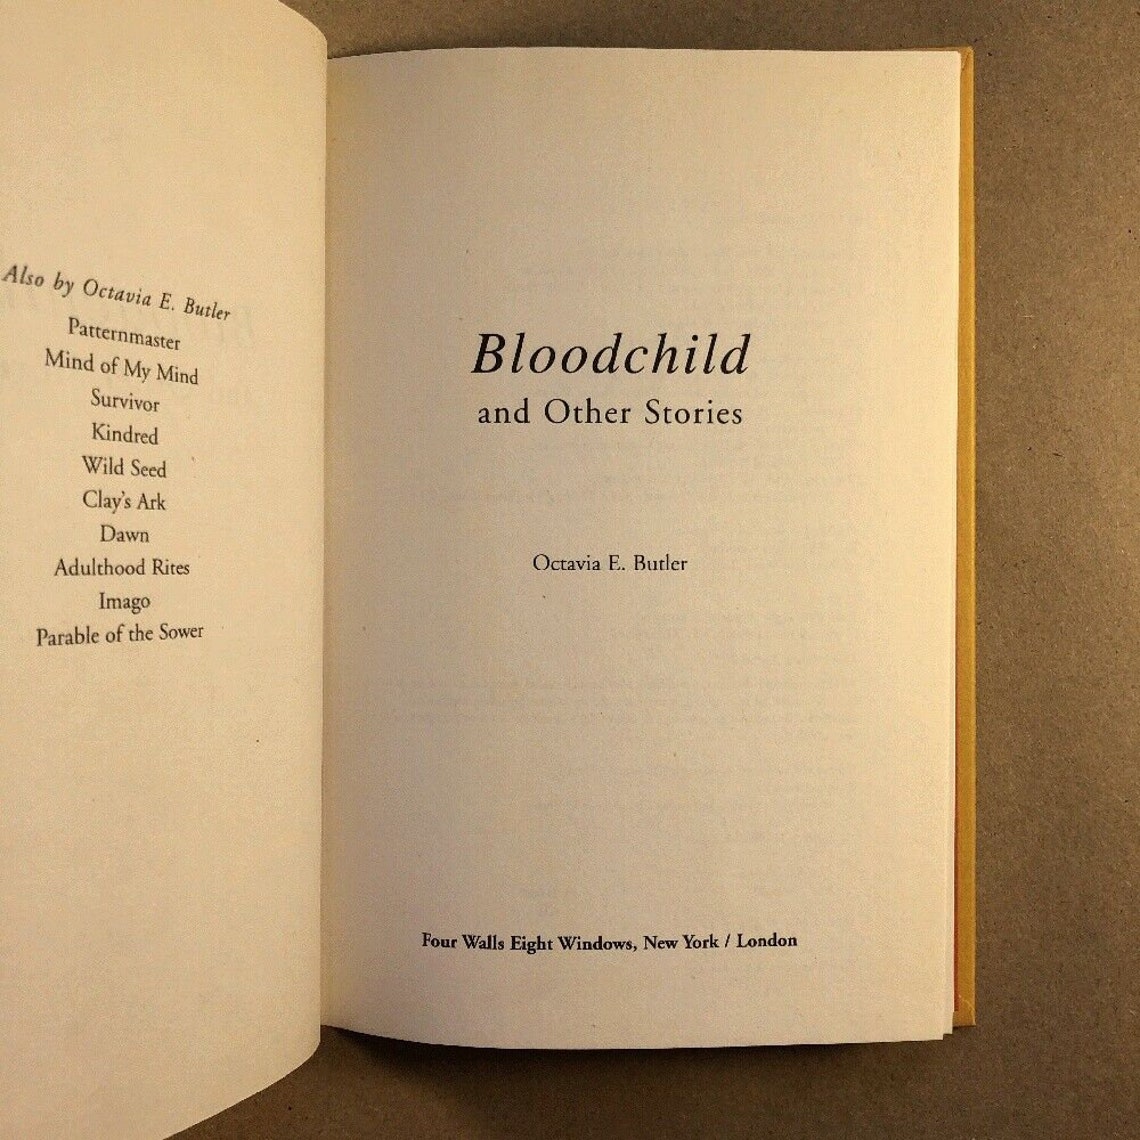 Also by Octavia E. Butler
Patternmaster
Mind of My Mind
Survivor
Kindred
Wild Seed
Clay's Ark
Dawn
Adulthood Rites
Imago
Parable of the Sower
Bloodchild
and Other Stories
Octavia E. Butler
Four Walls Eight Windows, New York / London